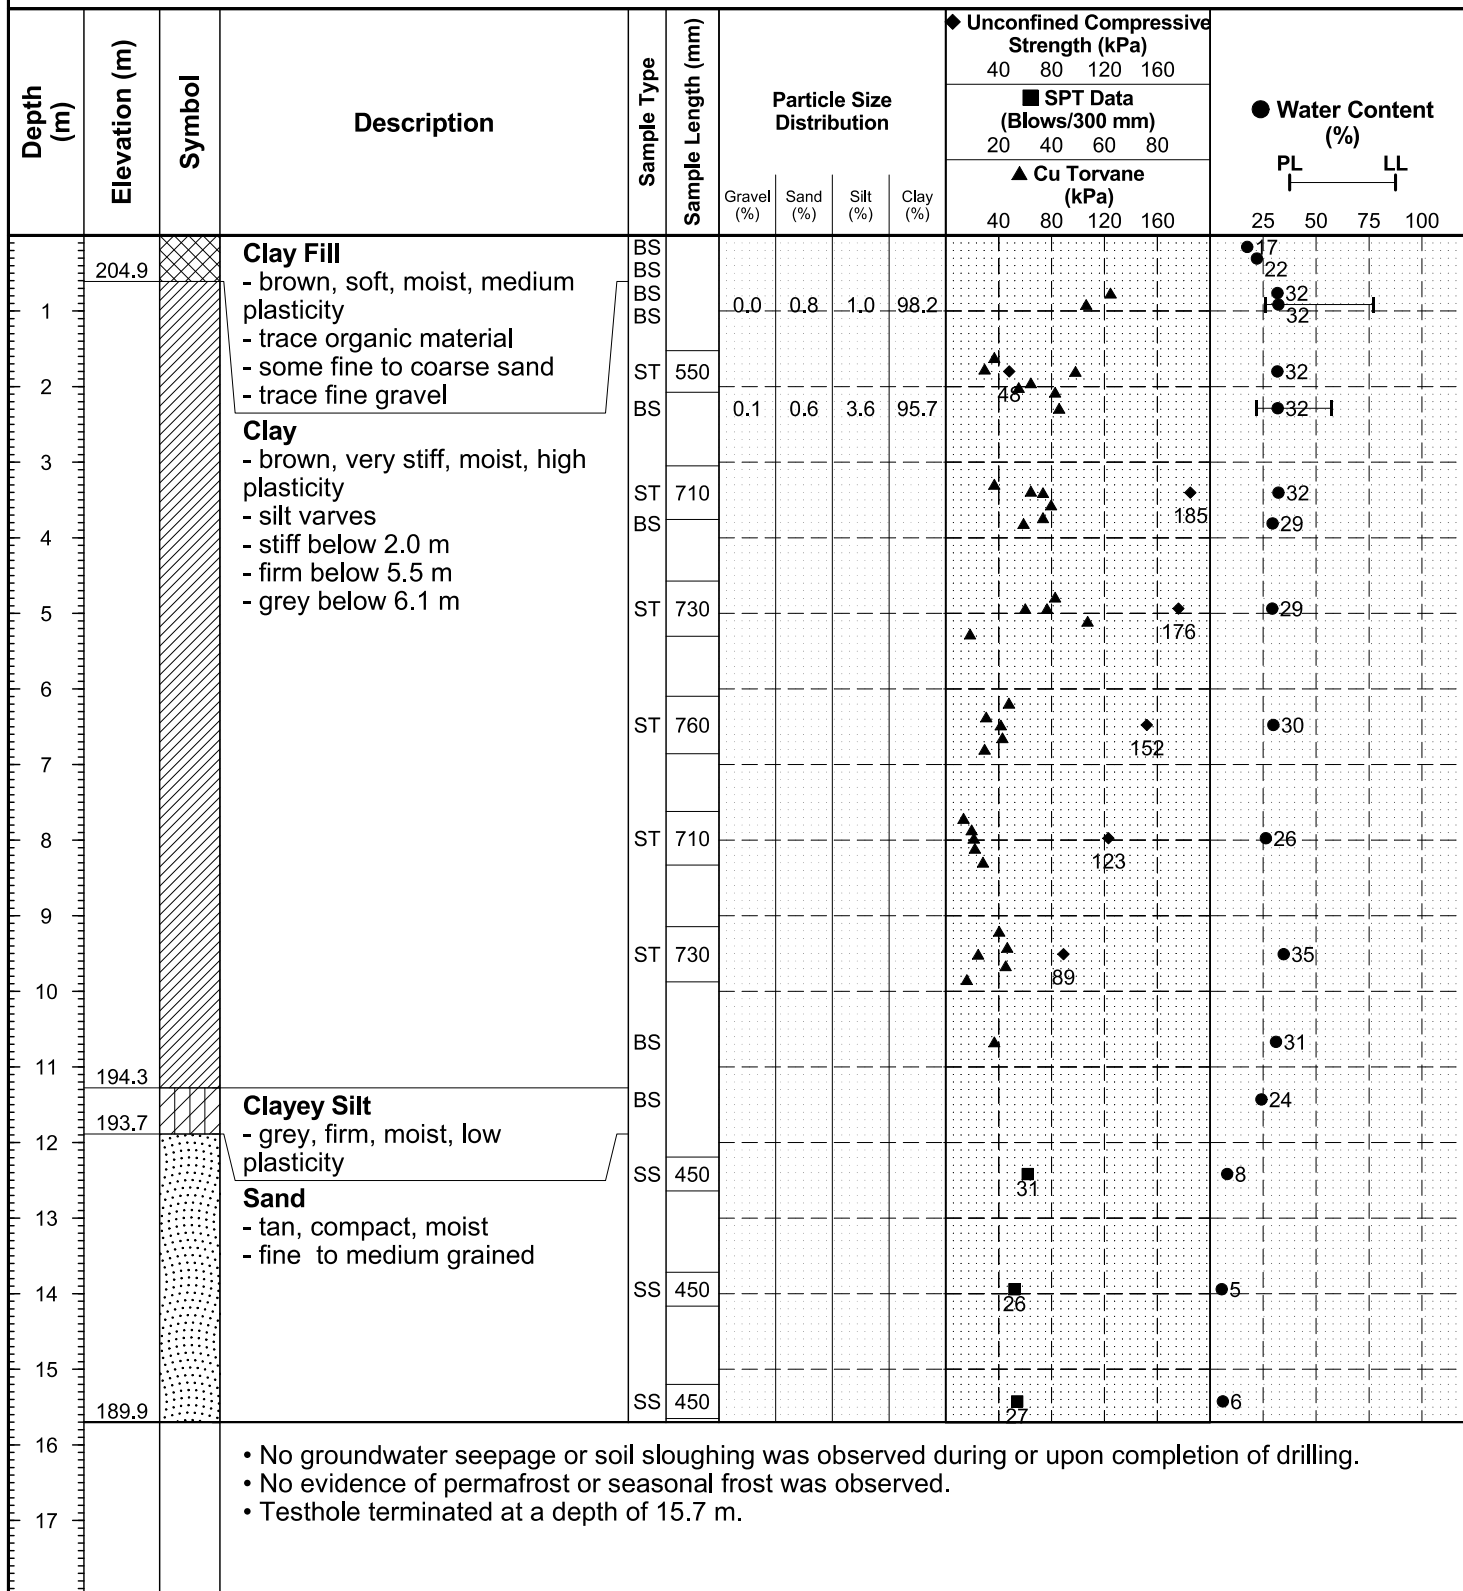 Depth (m)
Elevation (m)
Symbol
Description
Sample Type
Sample Length (mm)
Particle Size
Distribution
Gravel (%)
Sand (%)
Silt (%)
Clay (%)
◆ Unconfined Compressive
Strength (kPa)
40 80 120 160
■ SPT Data
(Blows/300 mm)
20 40 60 80
▲ Cu Torvane
(kPa)
40 80 120 160
● Water Content
(%)
PL LL
25 50 75 100
Clay Fill
- brown, soft, moist, medium
plasticity
- trace organic material
- some fine to coarse sand
- trace fine gravel
204.9
BS 17
BS 22
BS 32
1
BS 0.0 0.8 1.0 98.2 32
ST 550 48 32
2
BS 0.1 0.6 3.6 95.7 32
Clay
- brown, very stiff, moist, high
plasticity
- silt varves
- stiff below 2.0 m
- firm below 5.5 m
- grey below 6.1 m
3
ST 710 185 32
BS 29
4
ST 730 176 29
5
6
ST 760 152 30
7
8
ST 710 123 26
9
ST 730 89 35
10
BS 31
11
194.3
Clayey Silt
- grey, firm, moist, low
plasticity
BS 24
193.7
12
SS 450 31 8
Sand
- tan, compact, moist
- fine to medium grained
13
14
SS 450 26 5
15
SS 450 27 6
189.9
16
• No groundwater seepage or soil sloughing was observed during or upon completion of drilling.
• No evidence of permafrost or seasonal frost was observed.
• Testhole terminated at a depth of 15.7 m.
17